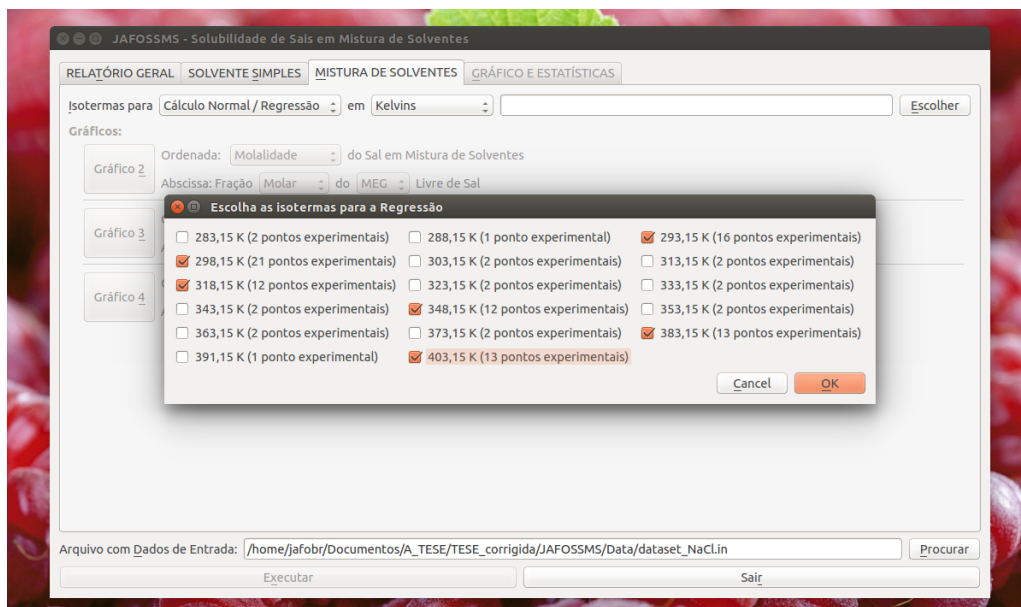 JAFOSSMS - Solubilidade de Sais em Mistura de Solventes
RELATÓRIO GERAL SOLVENTE SIMPLES MISTURA DE SOLVENTES GRÁFICO E ESTATÍSTICAS
Isotermas para Cálculo Normal / Regressão em Kelvins Escolher
Gráficos:
Gráfico 2
Ordenada: Molalidade do Sal em Mistura de Solventes
Abscissa: Fração Molar do MEG Livre de Sal
Gráfico 3
Gráfico 4
Escolha as isotermas para a Regressão
283,15 K (2 pontos experimentais) 288,15 K (1 ponto experimental) 293,15 K (16 pontos experimentais)
298,15 K (21 pontos experimentais) 303,15 K (2 pontos experimentais) 313,15 K (2 pontos experimentais)
318,15 K (12 pontos experimentais) 323,15 K (2 pontos experimentais) 333,15 K (2 pontos experimentais)
343,15 K (2 pontos experimentais) 348,15 K (12 pontos experimentais) 353,15 K (2 pontos experimentais)
363,15 K (2 pontos experimentais) 373,15 K (2 pontos experimentais) 383,15 K (13 pontos experimentais)
391,15 K (1 ponto experimental) 403,15 K (13 pontos experimentais)
Cancel OK
Arquivo com Dados de Entrada: /home/jafobr/Documentos/A_TESE/TESE_corrigida/JAFOSSMS/Data/dataset_NaCl.in Procurar
Executar Sair